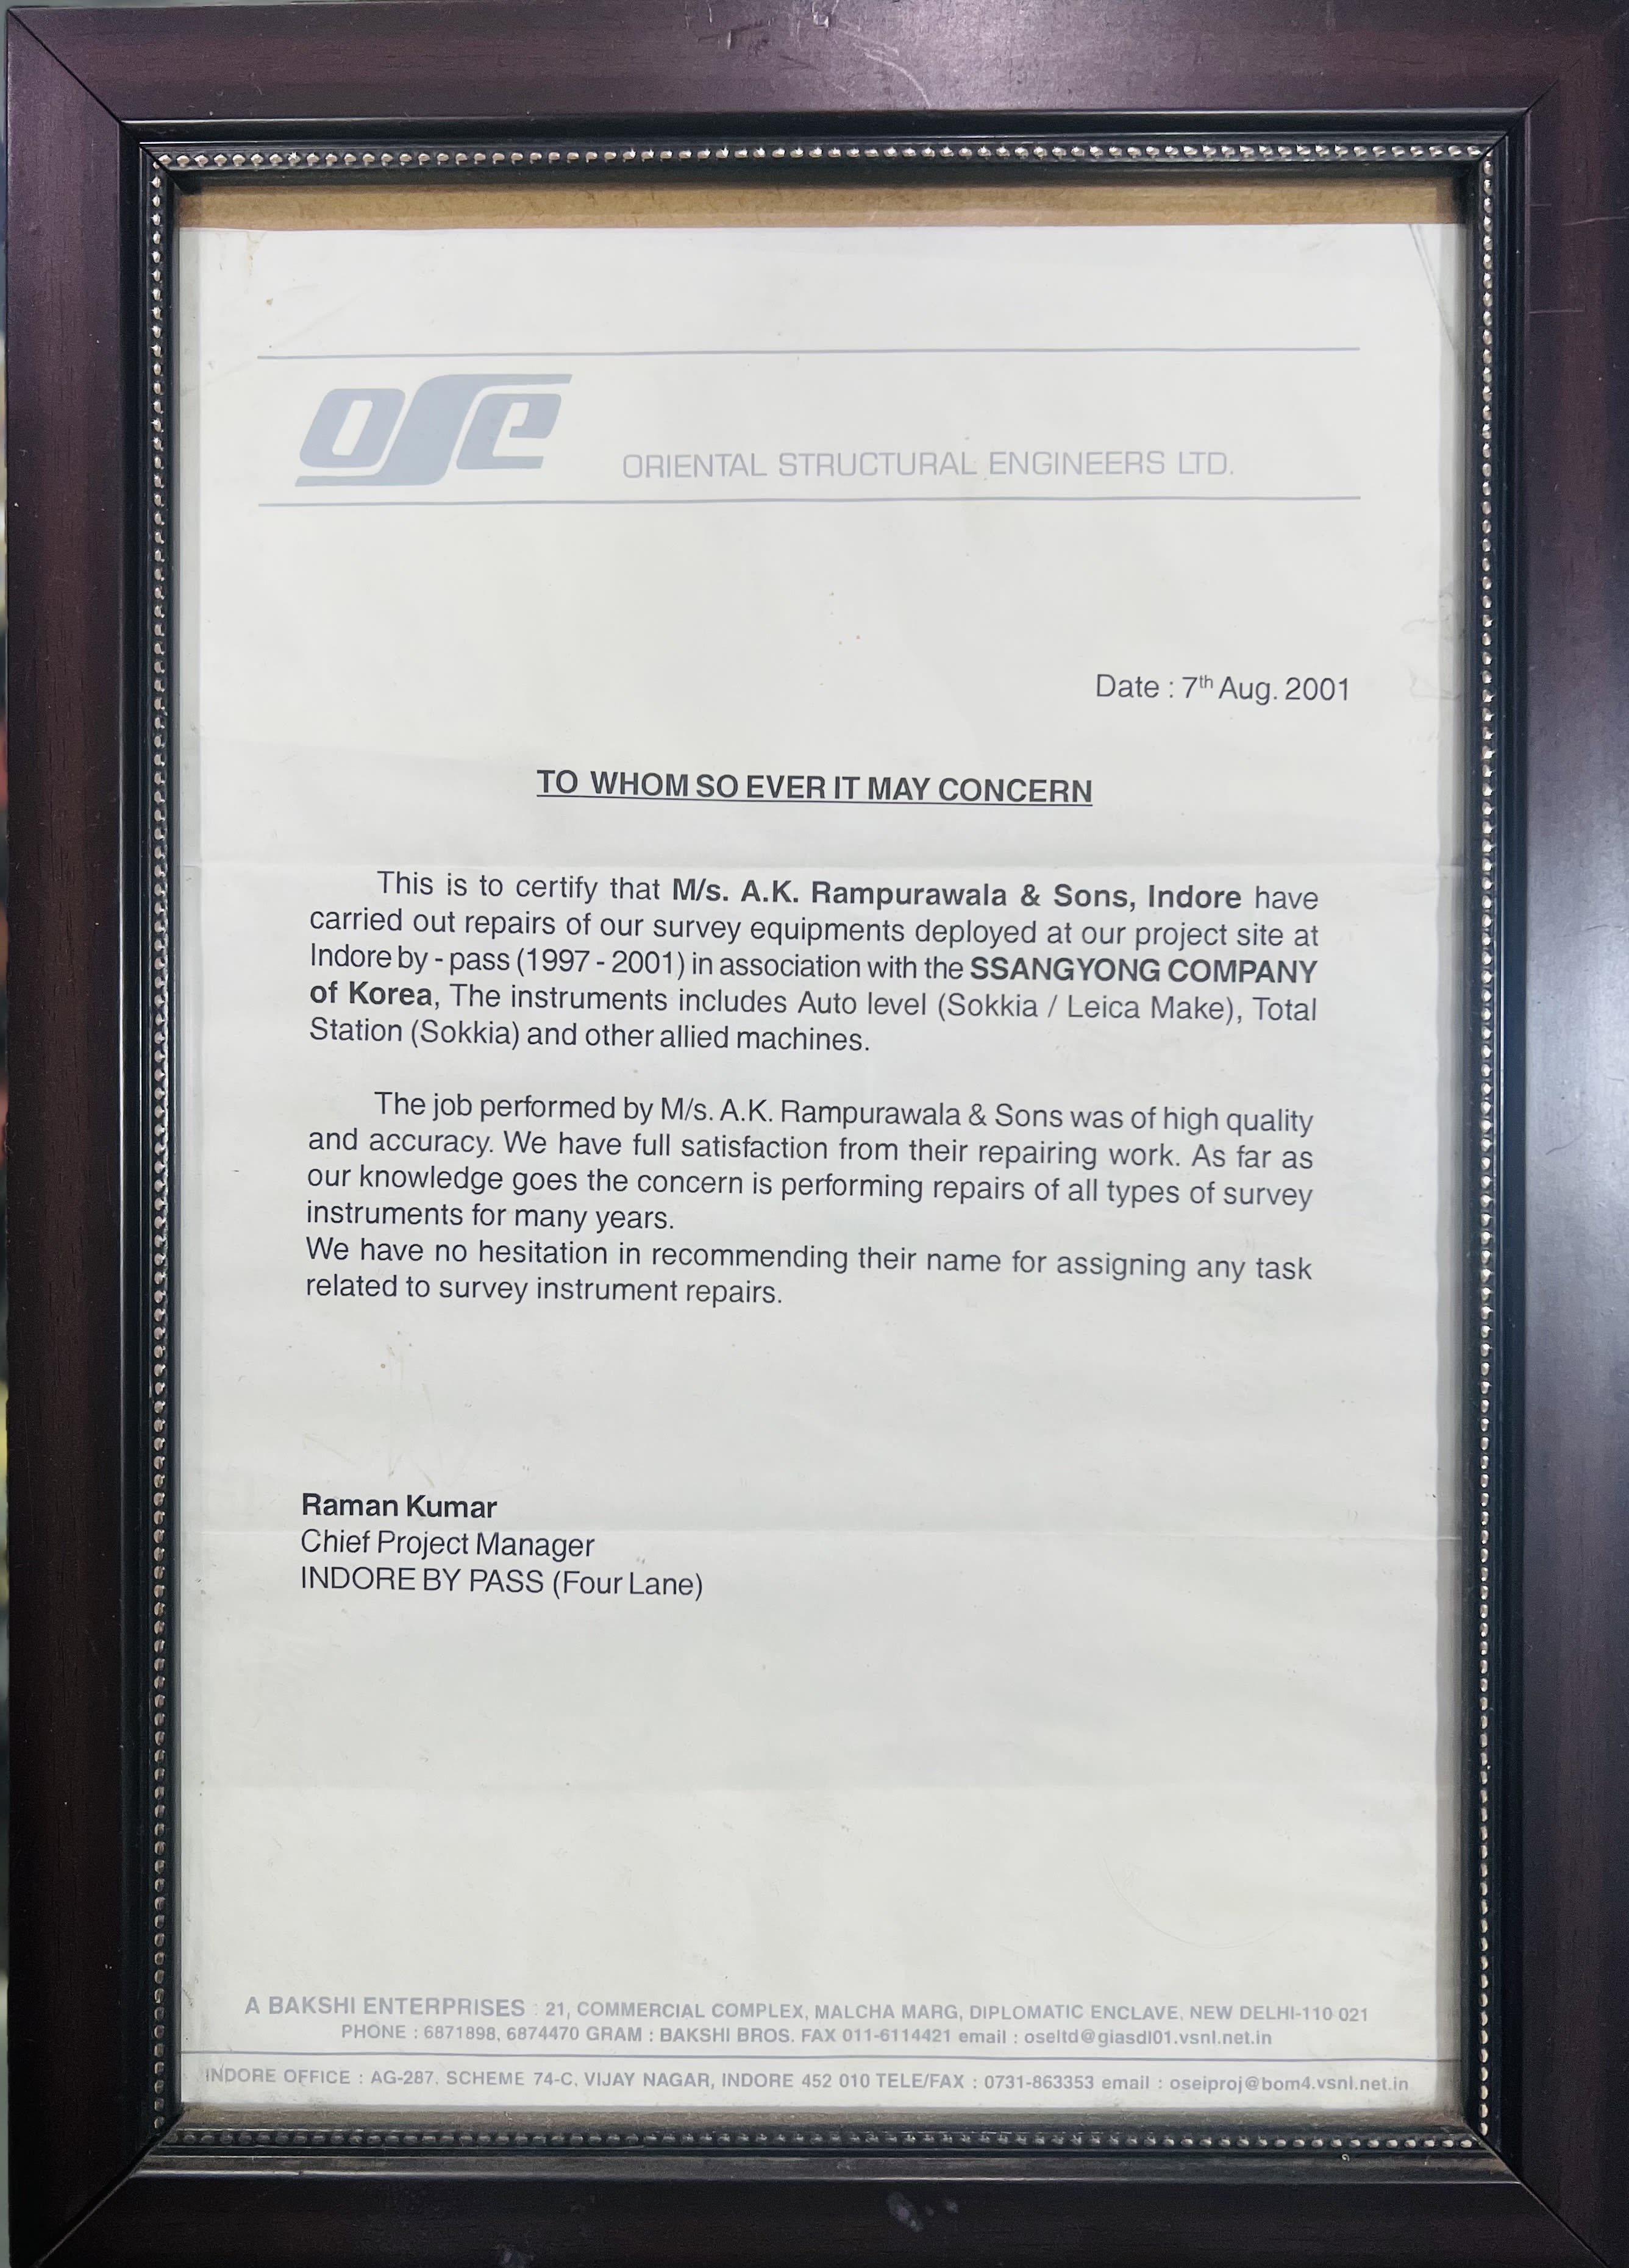 ose
ORIENTAL STRUCTURAL ENGINEERS LTD.
Date : 7th Aug. 2001
TO WHOM SO EVER IT MAY CONCERN
This is to certify that M/s. A.K. Rampurawala & Sons, Indore have
carried out repairs of our survey equipments deployed at our project site at
Indore by - pass (1997 - 2001) in association with the SSANGYONG COMPANY
of Korea, The instruments includes Auto level (Sokkia / Leica Make), Total
Station (Sokkia) and other allied machines.
The job performed by M/s. A.K. Rampurawala & Sons was of high quality
and accuracy. We have full satisfaction from their repairing work. As far as
our knowledge goes the concern is performing repairs of all types of survey
instruments for many years.
We have no hesitation in recommending their name for assigning any task
related to survey instrument repairs.
Raman Kumar
Chief Project Manager
INDORE BY PASS (Four Lane)
A BAKSHI ENTERPRISES : 21, COMMERCIAL COMPLEX, MALCHA MARG, DIPLOMATIC ENCLAVE, NEW DELHI-110 021
PHONE : 6871898, 6874470 GRAM : BAKSHI BROS. FAX 011-6114421 email : oseltd@giasdl01.vsnl.net.in
INDORE OFFICE : AG-287, SCHEME 74-C, VIJAY NAGAR, INDORE 452 010 TELE/FAX : 0731-863353 email : oseiproj@bom4.vsnl.net.in